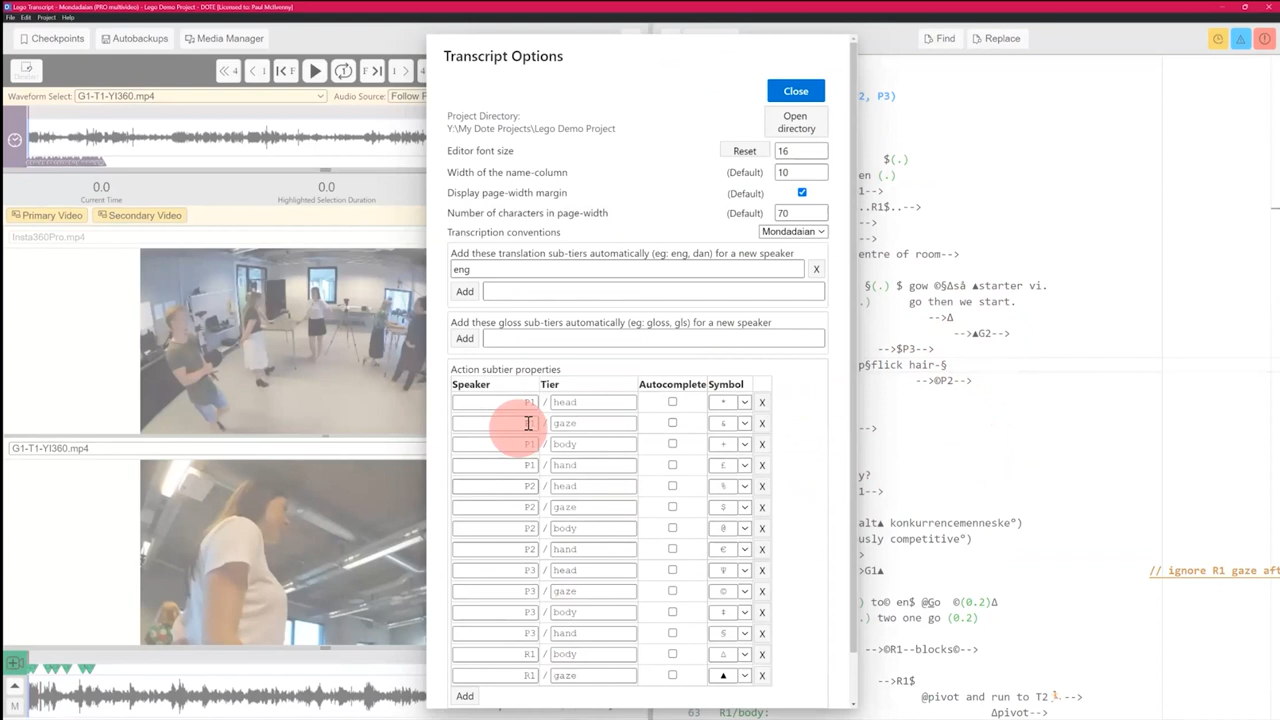 Lego Transcript - Mondadaian (PRO multivideo) - Lego Demo Project - DOTE [Licensed to: Paul McIlvenny]
File Edit Project Help
Checkpoints Autobackups Media Manager
Find Replace
Transcript Options
Close
Project Directory:
Y:\My Dote Projects\Lego Demo Project
Open
directory
Editor font size Reset 16
Width of the name-column (Default) 10
Display page-width margin (Default)
Number of characters in page-width (Default) 70
Transcription conventions Mondadaian
Add these translation sub-tiers automatically (eg: eng, dan) for a new speaker
eng X
Add
Add these gloss sub-tiers automatically (eg: gloss, gls) for a new speaker
Add
Action subtier properties
Speaker Tier Autocomplete Symbol
P1 / head * X
/ gaze & X
P1 / body + X
P1 / hand £ X
P2 / head % X
P2 / gaze $ X
P2 / body @ X
P2 / hand € X
P3 / head Ψ X
P3 / gaze © X
P3 / body ‡ X
P3 / hand § X
R1 / body Δ X
R1 / gaze ▲ X
Add
Waveform Select: G1-T1-YI360.mp4 Audio Source: Follow F
0.0 0.0
Current Time Highlighted Selection Duration
Primary Video Secondary Video
Insta360Pro.mp4
G1-T1-YI360.mp4
M
2, P3)
$(.)
en (.)
1-->
..R1$..-->
-->
-->
entre of room-->
§(.) $ gow ©§Δså ▲starter vi.
go then we start.
-->Δ
-->▲G2-->
-->$P3-->
p§flick hair-§
-->©P2-->
-->
y?
1-->
alt▲ konkurrencemenneske°)
usly competitive°)
>
>G1▲
// ignore R1 gaze aft
) to© en$ @Go ©(0.2)Δ
.) two one go (0.2)
-->©R1--blocks©-->
-->R1$
@pivot and run to T2 -->
Δpivot-->
63 R1/body: